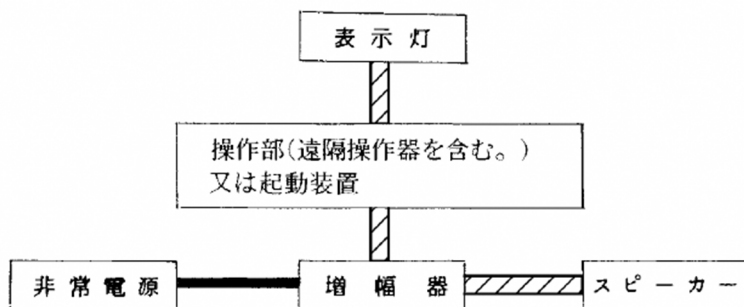 表示灯
操作部(遠隔操作器を含む。)
又は起動装置
非常電源
増幅器
スピーカー